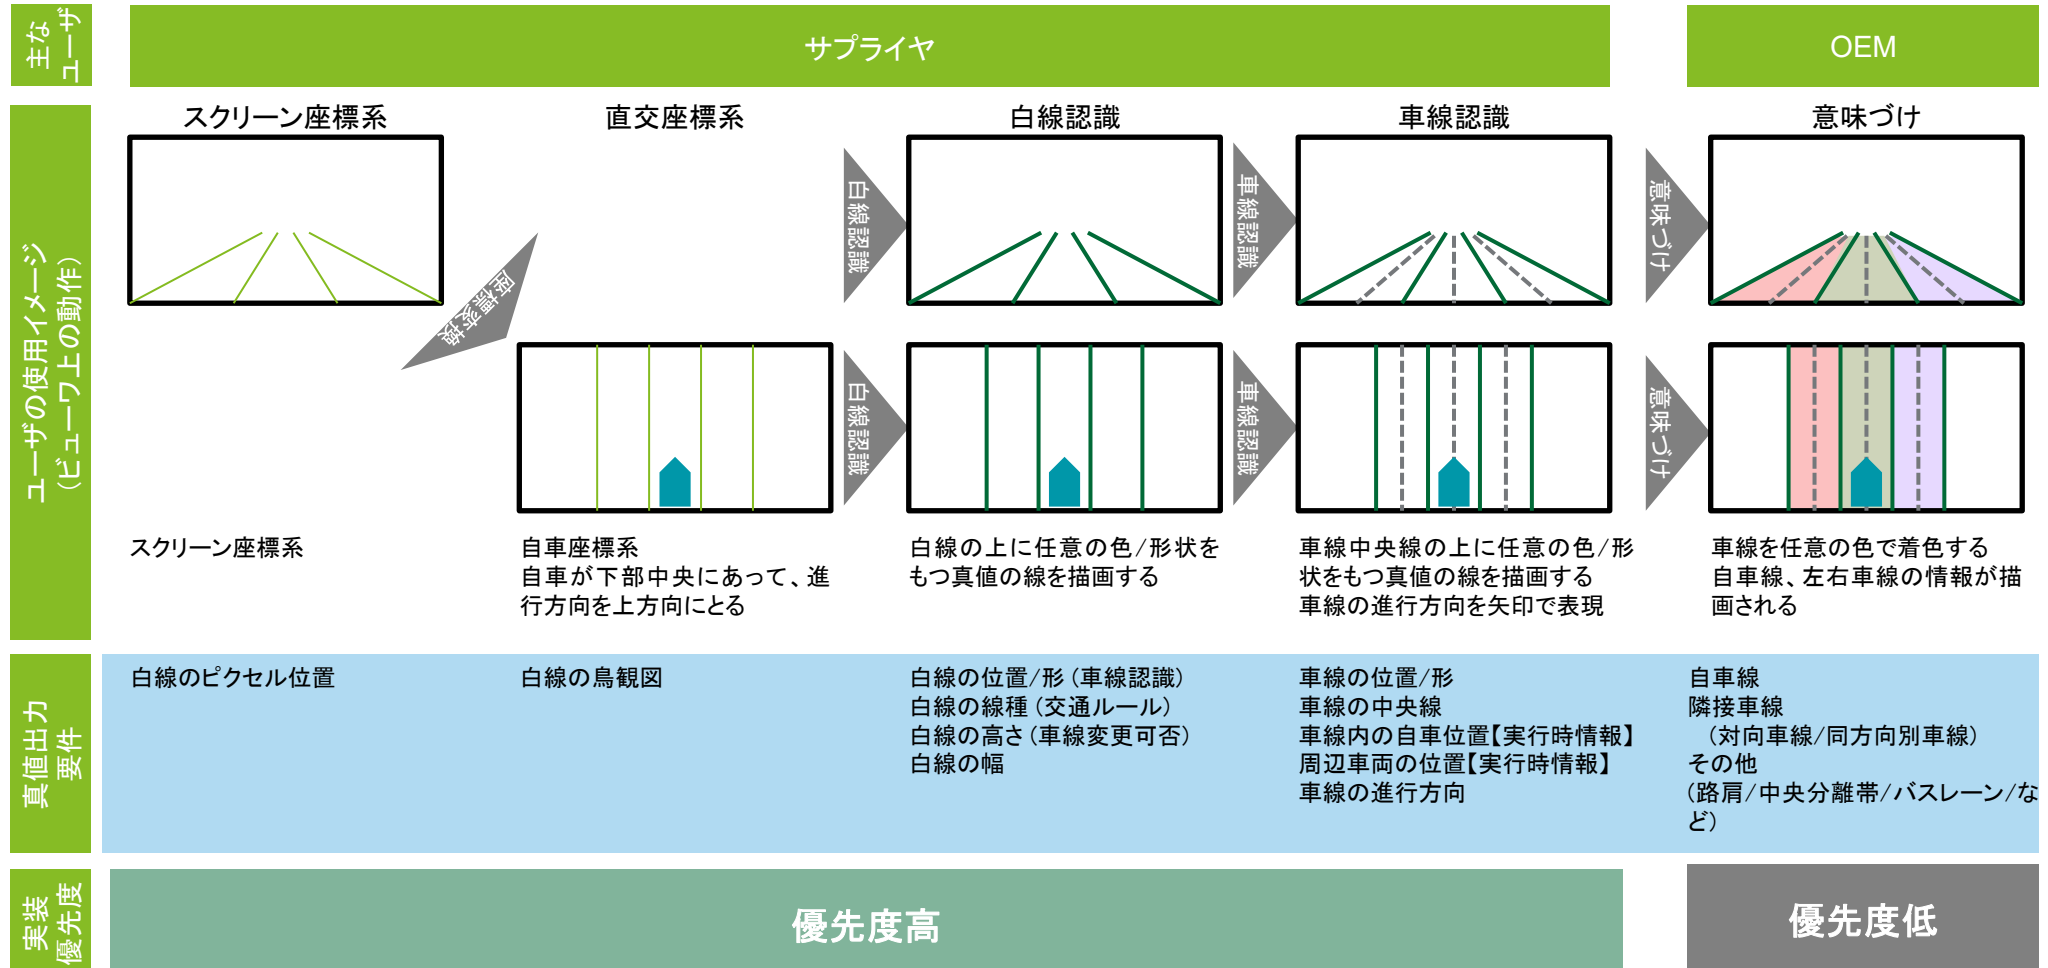 主な
ユーザ
サプライヤ
OEM
ユーザの使用イメージ
（ビューワ上の動作）
スクリーン座標系
直交座標系
白線認識
車線認識
意味づけ
座標変換
白線認識
車線認識
意味づけ
白線認識
車線認識
意味づけ
スクリーン座標系
自車座標系
自車が下部中央にあって、進
行方向を上方向にとる
白線の上に任意の色/形状を
もつ真値の線を描画する
車線中央線の上に任意の色/形
状をもつ真値の線を描画する
車線の進行方向を矢印で表現
車線を任意の色で着色する
自車線、左右車線の情報が描
画される
真値出力
要件
白線のピクセル位置
白線の鳥観図
白線の位置/形（車線認識）
白線の線種（交通ルール）
白線の高さ（車線変更可否）
白線の幅
車線の位置/形
車線の中央線
車線内の自車位置【実行時情報】
周辺車両の位置【実行時情報】
車線の進行方向
自車線
隣接車線
（対向車線/同方向別車線）
その他
（路肩/中央分離帯/バスレーン/な
ど）
実装
優先度
優先度高
優先度低